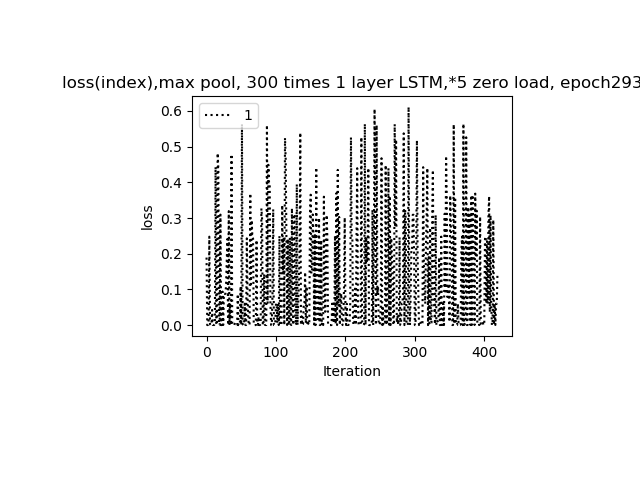 loss(index),max pool, 300 times 1 layer LSTM,*5 zero load, epoch293
1
0.6
0.5
0.4
0.3
0.2
0.1
0.0
loss
0 100 200 300 400
Iteration